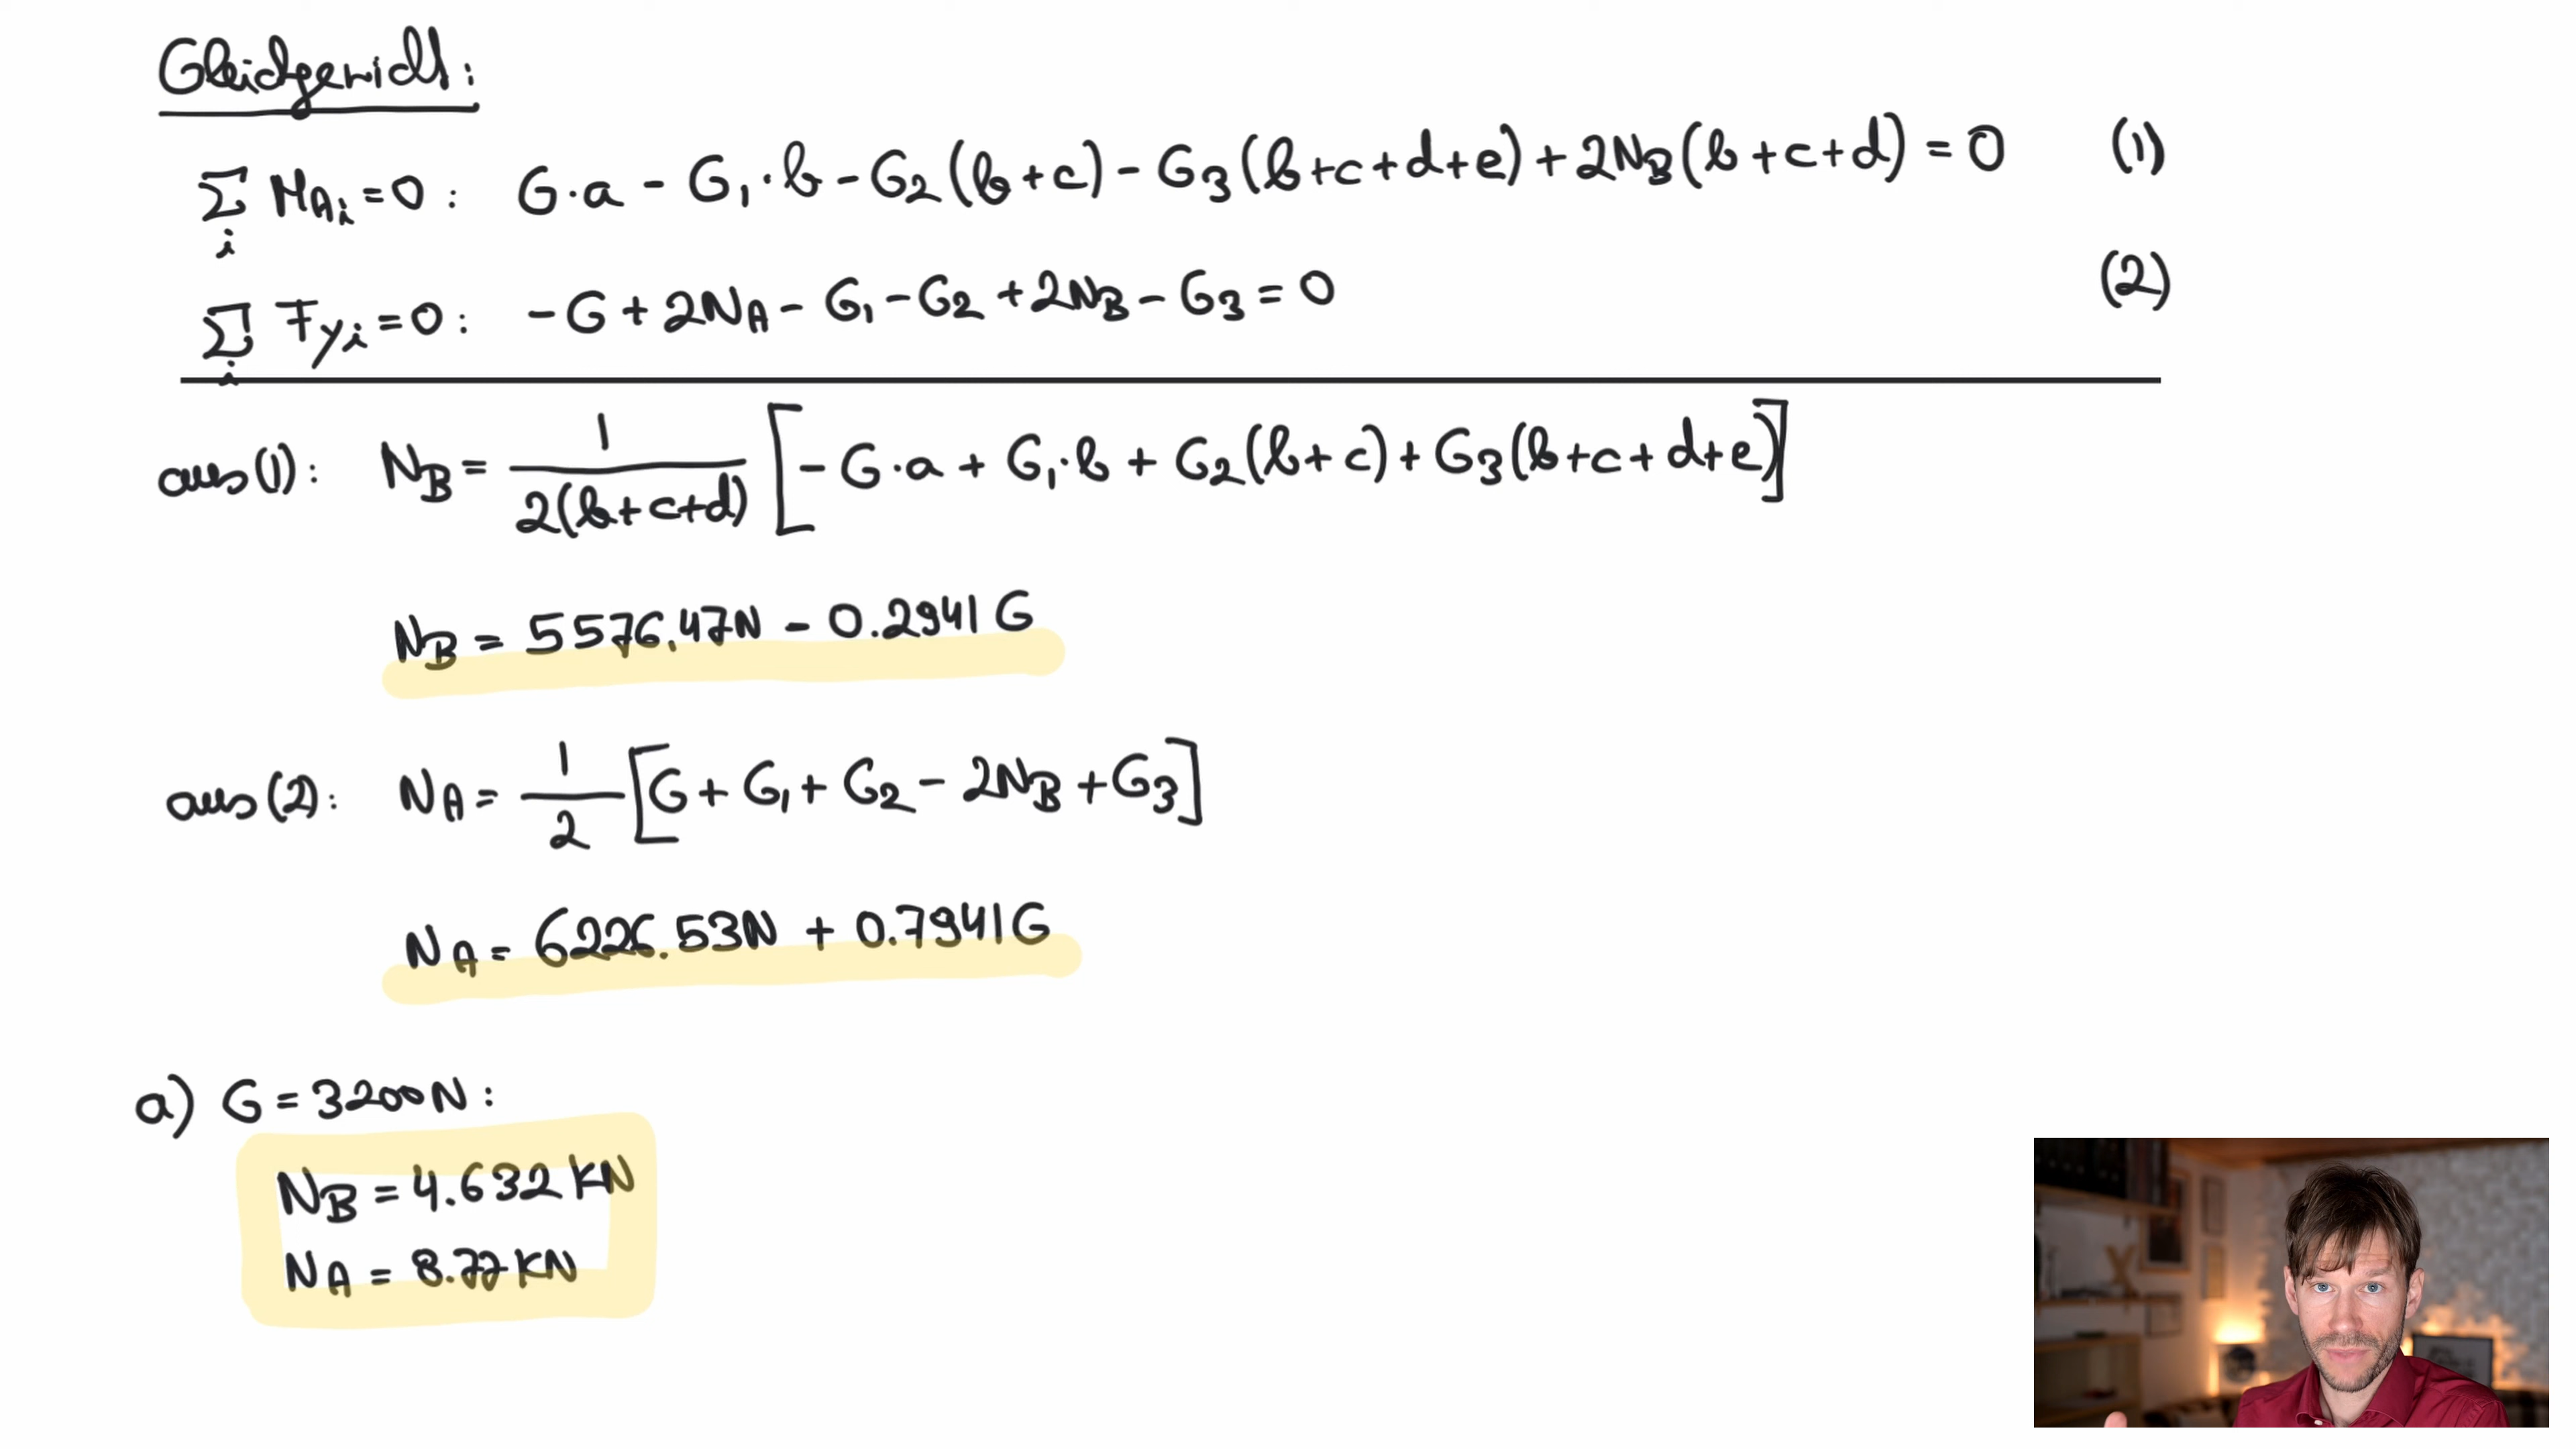 Gleichgewicht:
∑_i M_Ai = 0 : G·a - G₁·b - G₂(b+c) - G₃(b+c+d+e) + 2N_B(b+c+d) = 0 (1)
∑_i F_yi = 0 : -G + 2N_A - G₁ - G₂ + 2N_B - G₃ = 0 (2)
aus (1): N_B = 1/(2(b+c+d)) [-G·a + G₁·b + G₂(b+c) + G₃(b+c+d+e)]
N_B = 5576.47N - 0.2941 G
aus (2): N_A = 1/2 [G + G₁ + G₂ - 2N_B + G₃]
N_A = 6226.53N + 0.7941 G
a) G = 3200N :
N_B = 4.632 KN
N_A = 8.77 KN